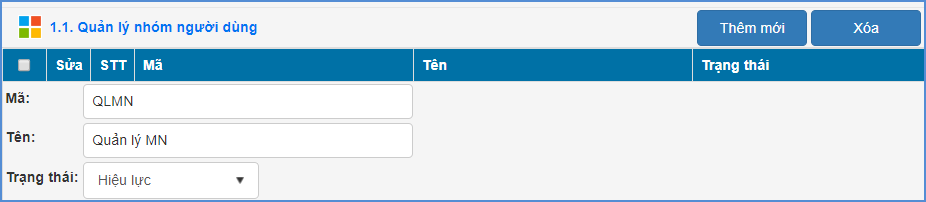 1.1. Quản lý nhóm người dùng Thêm mới Xóa
Sửa STT Mã Tên Trạng thái
Mã: QLMN
Tên: Quản lý MN
Trạng thái: Hiệu lực